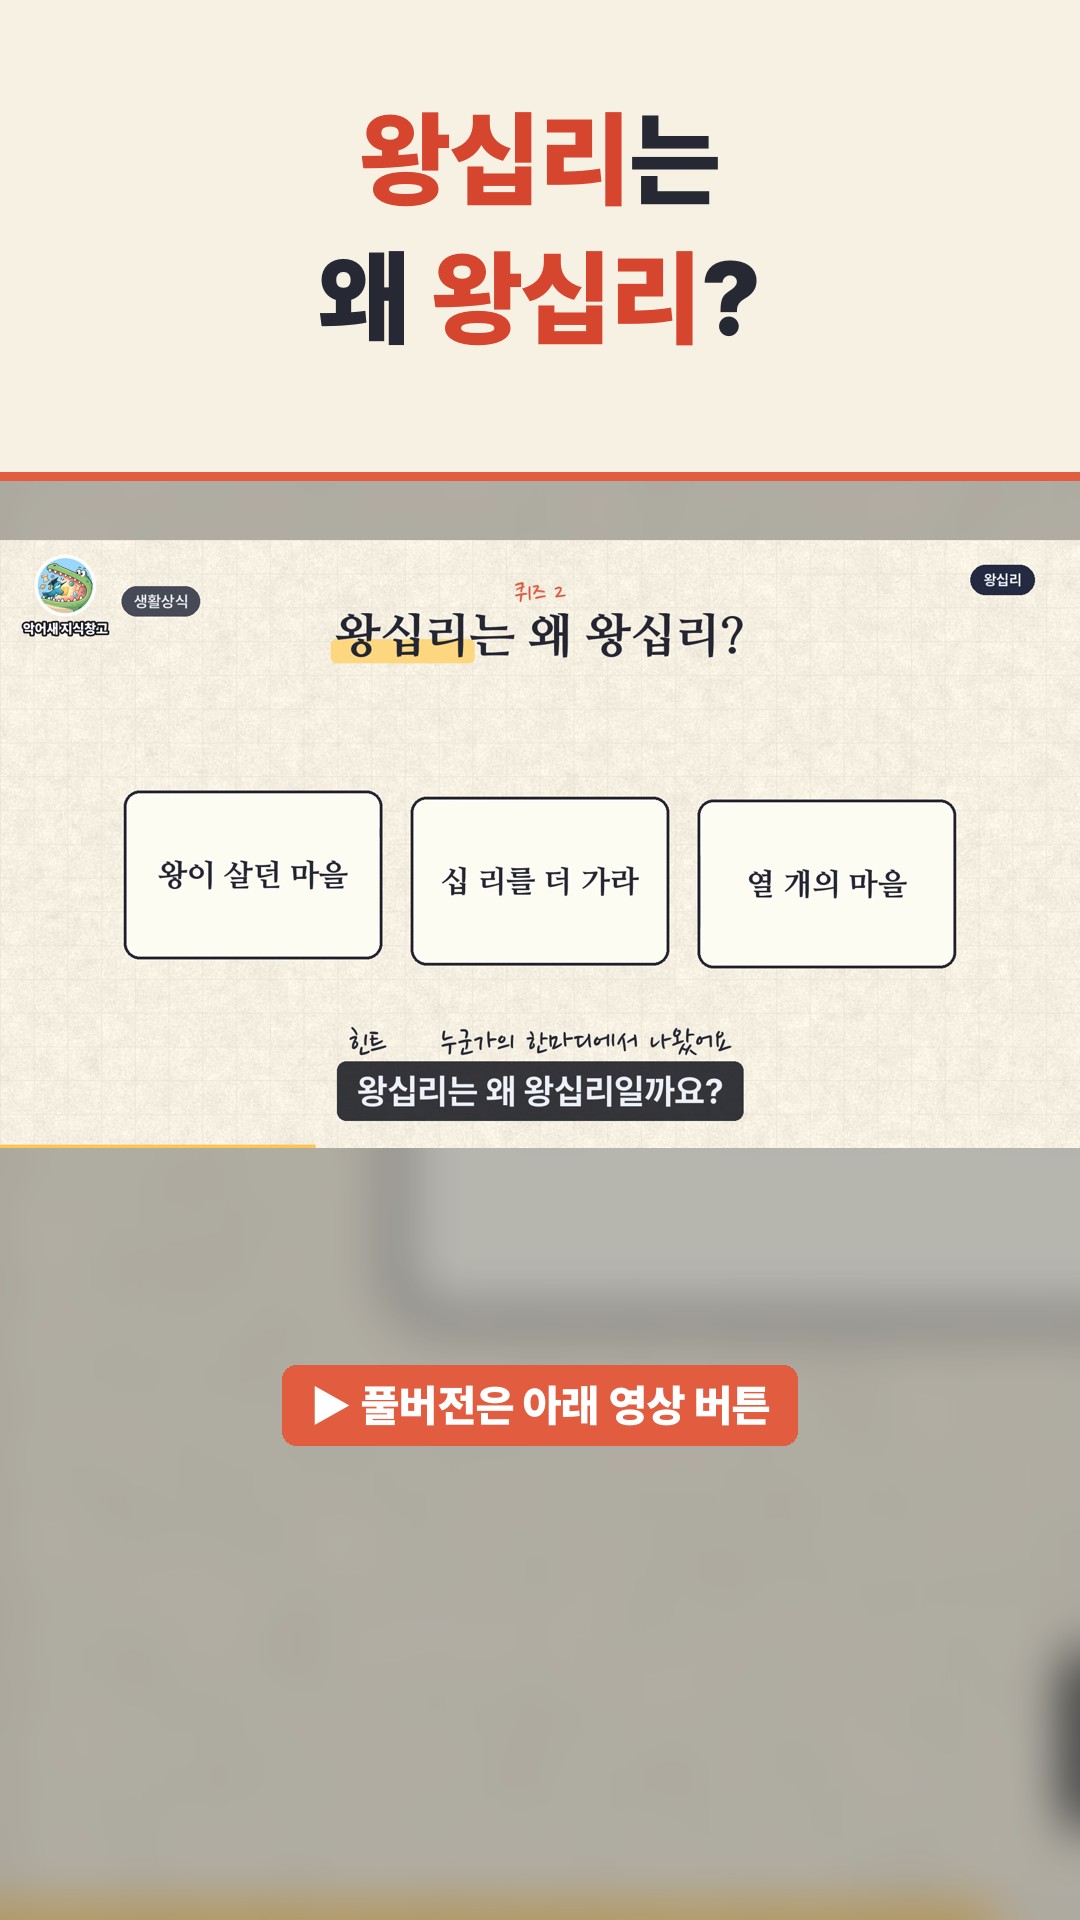 왕십리는
왜 왕십리?
악어새 지식창고
생활상식
왕십리
퀴즈 2
왕십리는 왜 왕십리?
왕이 살던 마을
십 리를 더 가라
열 개의 마을
힌트 누군가의 한마디에서 나왔어요
왕십리는 왜 왕십리일까요?
▶ 풀버전은 아래 영상 버튼